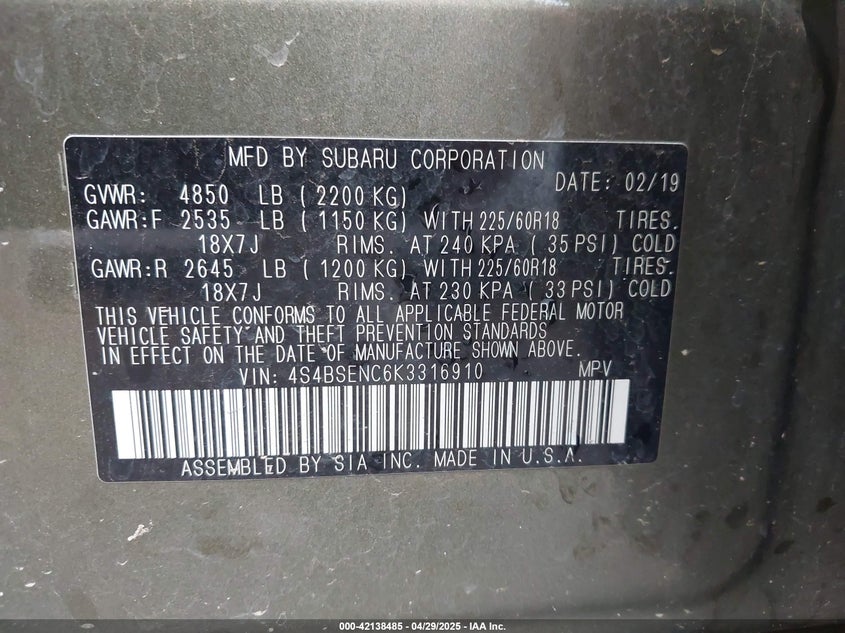 MFD BY SUBARU CORPORATION
DATE: 02/19
GVWR: 4850 LB ( 2200 KG)
GAWR:F 2535 LB ( 1150 KG) WITH 225/60R18 TIRES.
18X7J RIMS. AT 240 KPA ( 35 PSI) COLD
GAWR:R 2645 LB ( 1200 KG) WITH 225/60R18 TIRES.
18X7J RIMS. AT 230 KPA ( 33 PSI) COLD
THIS VEHICLE CONFORMS TO ALL APPLICABLE FEDERAL MOTOR
VEHICLE SAFETY AND THEFT PREVENTION STANDARDS
IN EFFECT ON THE DATE OF MANUFACTURE SHOWN ABOVE.
VIN: 4S4BSENC6K3316910 MPV
ASSEMBLED BY SIA INC. MADE IN U.S.A.
000-42138485 - 04/29/2025 - IAA Inc.